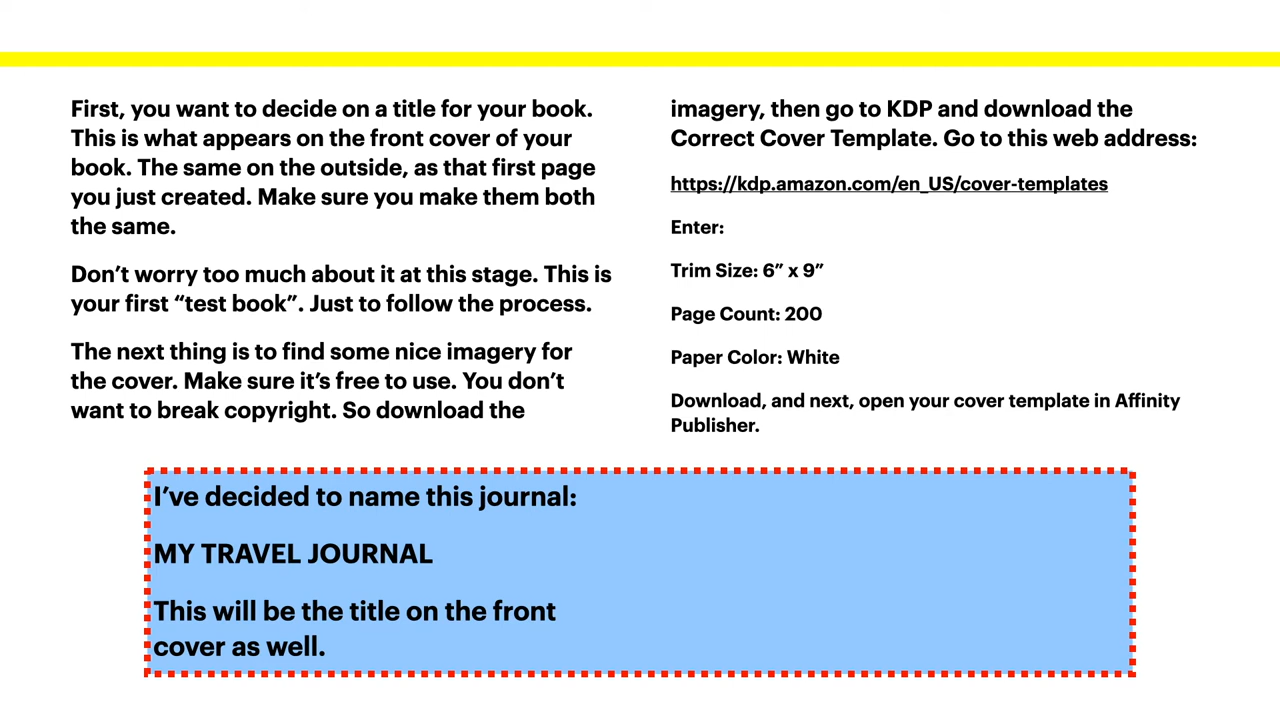 First, you want to decide on a title for your book.
This is what appears on the front cover of your
book. The same on the outside, as that first page
you just created. Make sure you make them both
the same.
Don’t worry too much about it at this stage. This is
your first “test book”. Just to follow the process.
The next thing is to find some nice imagery for
the cover. Make sure it’s free to use. You don’t
want to break copyright. So download the
imagery, then go to KDP and download the
Correct Cover Template. Go to this web address:
https://kdp.amazon.com/en_US/cover-templates
Enter:
Trim Size: 6” x 9”
Page Count: 200
Paper Color: White
Download, and next, open your cover template in Affinity
Publisher.
I’ve decided to name this journal:
MY TRAVEL JOURNAL
This will be the title on the front
cover as well.